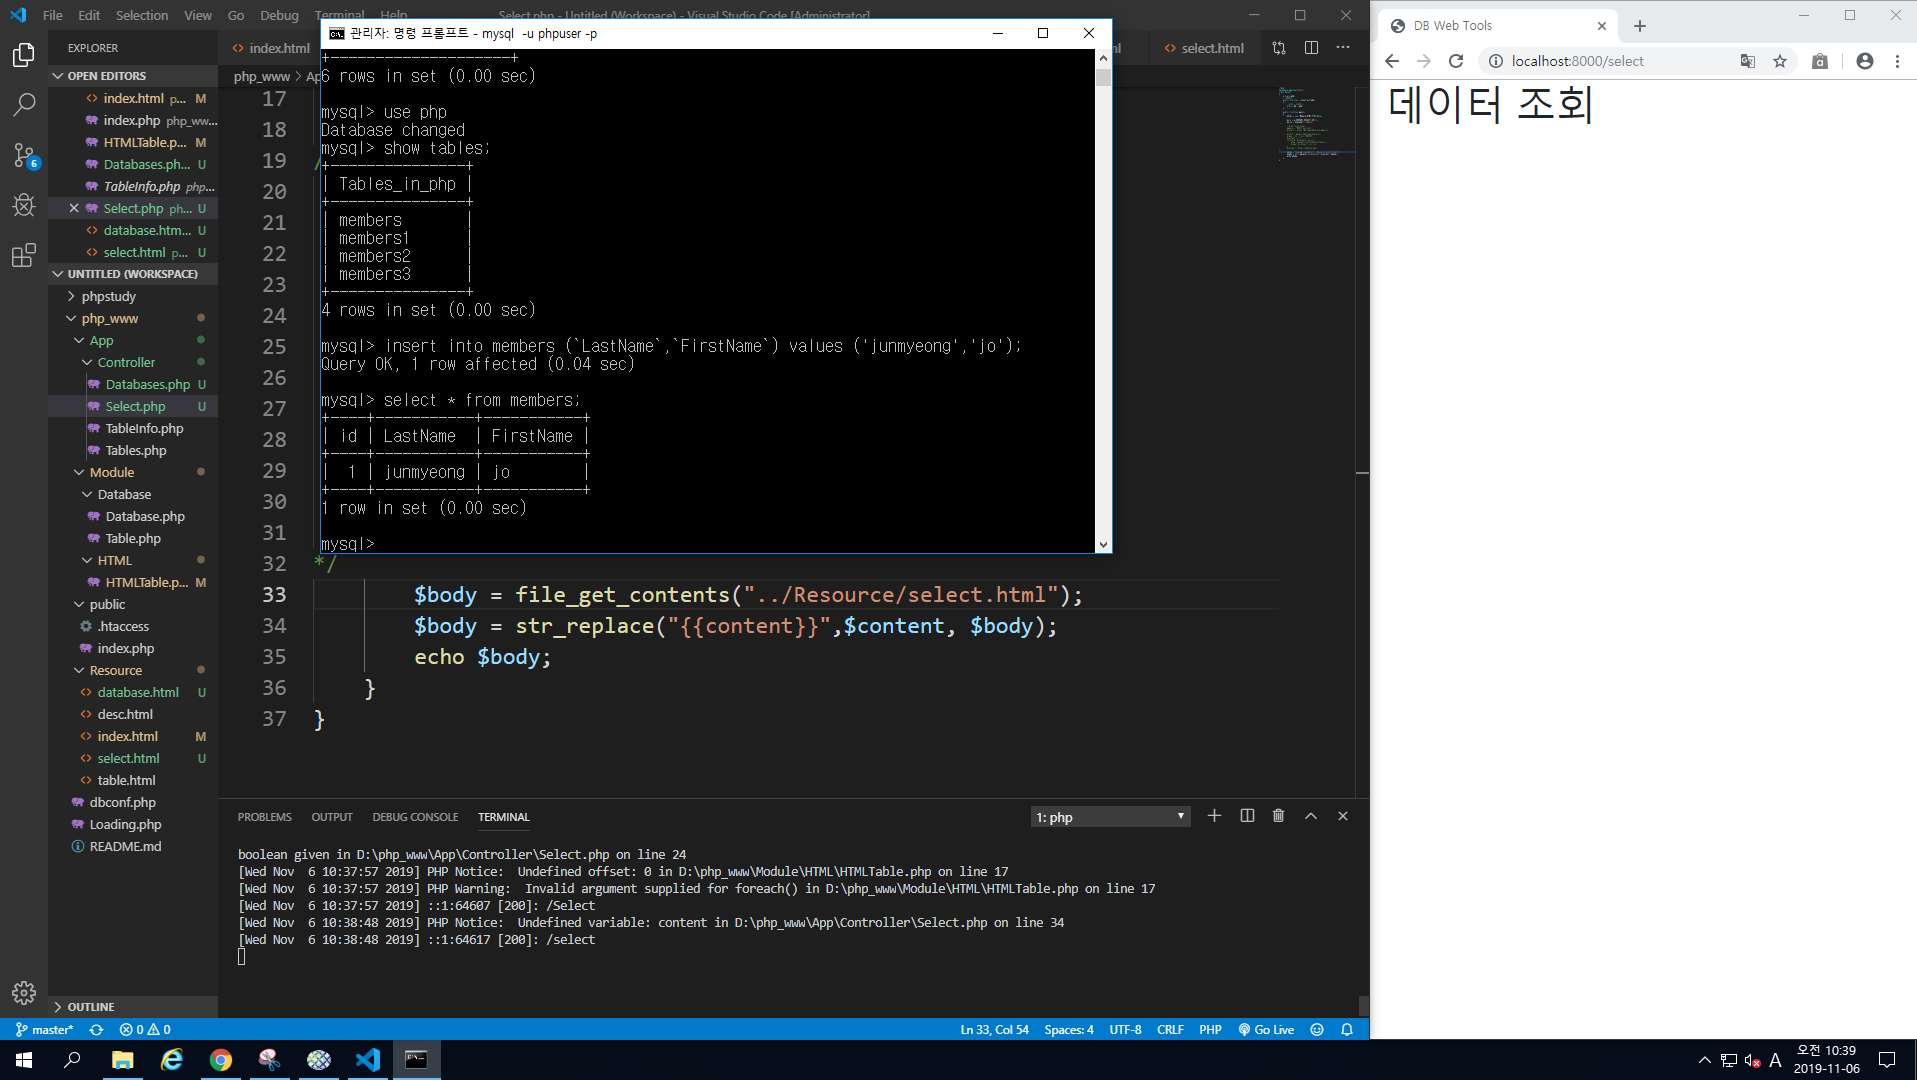 File Edit Selection View Go Debug Terminal Help
Select.php - Untitled (Workspace) - Visual Studio Code [Administrator]
EXPLORER
OPEN EDITORS
index.html p... M
index.php php_ww...
HTMLTable.p... M
Databases.ph... U
TableInfo.php php...
Select.php ph... U
database.htm... U
select.html p... U
UNTITLED (WORKSPACE)
phpstudy
php_www
App
Controller
Databases.php U
Select.php U
TableInfo.php
Tables.php
Module
Database
Database.php
Table.php
HTML
HTMLTable.p... M
public
.htaccess
index.php
Resource
database.html U
desc.html
index.html M
select.html U
table.html
dbconf.php
Loading.php
README.md
OUTLINE
6
index.html
ml
select.html
php_www > Ap
관리자: 명령 프롬프트 - mysql -u phpuser -p
+--------------------+
6 rows in set (0.00 sec)
mysql> use php
Database changed
mysql> show tables;
+---------------+
| Tables_in_php |
+---------------+
| members       |
| members1      |
| members2      |
| members3      |
+---------------+
4 rows in set (0.00 sec)
mysql> insert into members (`LastName`,`FirstName`) values ('junmyeong','jo');
Query OK, 1 row affected (0.04 sec)
mysql> select * from members;
+----+-----------+-----------+
| id | LastName  | FirstName |
+----+-----------+-----------+
|  1 | junmyeong | jo        |
+----+-----------+-----------+
1 row in set (0.00 sec)
mysql>
17
18
19 /
20
21
22
23
24
25
26
27
28
29
30
31
32 */
33 $body = file_get_contents("../Resource/select.html");
34 $body = str_replace("{{content}}",$content, $body);
35 echo $body;
36 }
37 }
PROBLEMS OUTPUT DEBUG CONSOLE TERMINAL
1: php
boolean given in D:\php_www\App\Controller\Select.php on line 24
[Wed Nov  6 10:37:57 2019] PHP Notice:  Undefined offset: 0 in D:\php_www\Module\HTML\HTMLTable.php on line 17
[Wed Nov  6 10:37:57 2019] PHP Warning:  Invalid argument supplied for foreach() in D:\php_www\Module\HTML\HTMLTable.php on line 17
[Wed Nov  6 10:37:57 2019] ::1:64607 [200]: /Select
[Wed Nov  6 10:38:48 2019] PHP Notice:  Undefined variable: content in D:\php_www\App\Controller\Select.php on line 34
[Wed Nov  6 10:38:48 2019] ::1:64617 [200]: /select
master* 0 0
Ln 33, Col 54 Spaces: 4 UTF-8 CRLF PHP Go Live
DB Web Tools
localhost:8000/select
데이터 조회
A
오전 10:39
2019-11-06